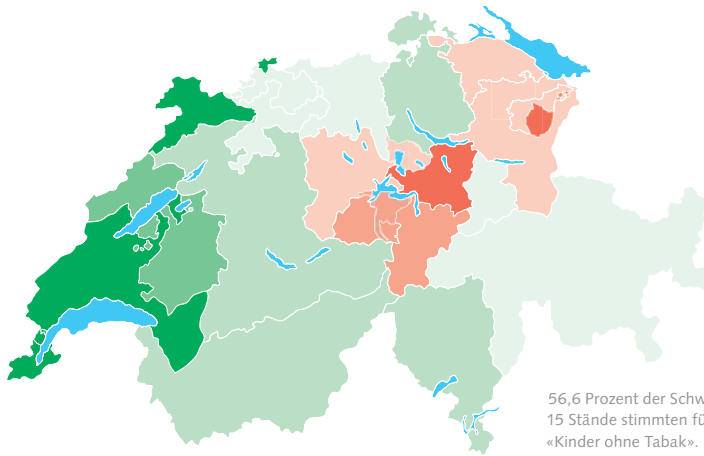 56,6 Prozent der Schw
15 Stände stimmten fü
«Kinder ohne Tabak».